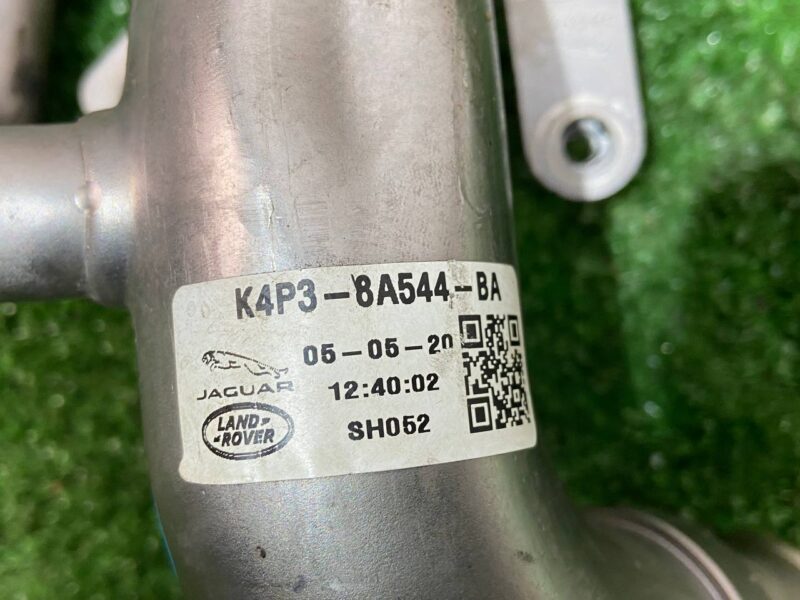 K4P3-8A544-BA
05-05-20
12:40:02
SH052
JAGUAR
LAND-
-ROVER